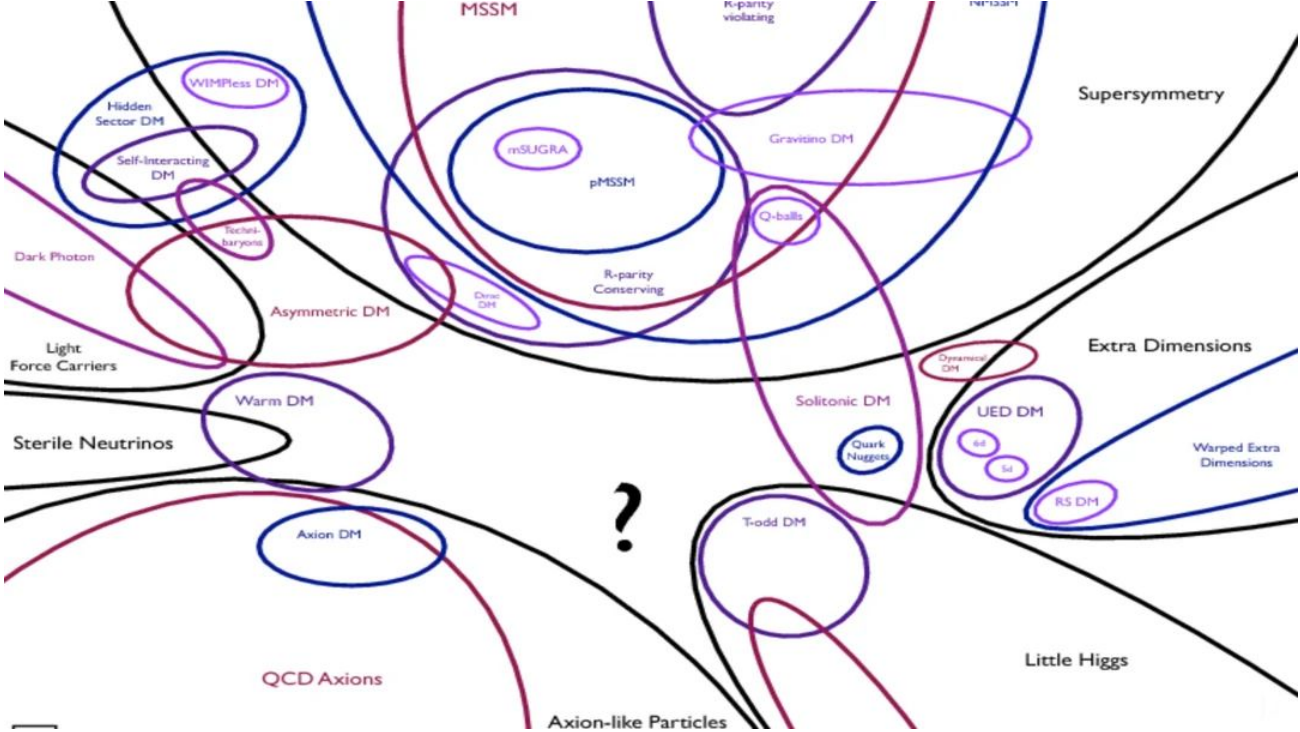 MSSM
R-parity
violating
NMSSM
WIMPless DM
Hidden
Sector DM
Supersymmetry
Gravitino DM
mSUGRA
Self-Interacting
DM
pMSSM
Q-balls
Techni-
baryons
Dark Photon
R-parity
Conserving
Dirac
DM
Asymmetric DM
Light
Force Carriers
Extra Dimensions
Dynamical
DM
Warm DM
Solitonic DM
UED DM
Sterile Neutrinos
Quark
Nuggets
6d
5d
Warped Extra
Dimensions
RS DM
?
T-odd DM
Axion DM
Little Higgs
QCD Axions
Axion-like Particles